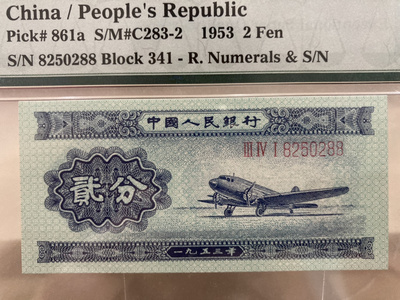 China / People's Republic
Pick# 861a S/M#C283-2 1953 2 Fen
S/N 8250288 Block 341 - R. Numerals & S/N
中國人民銀行
III IV I 8250288
貳分
一九五三年